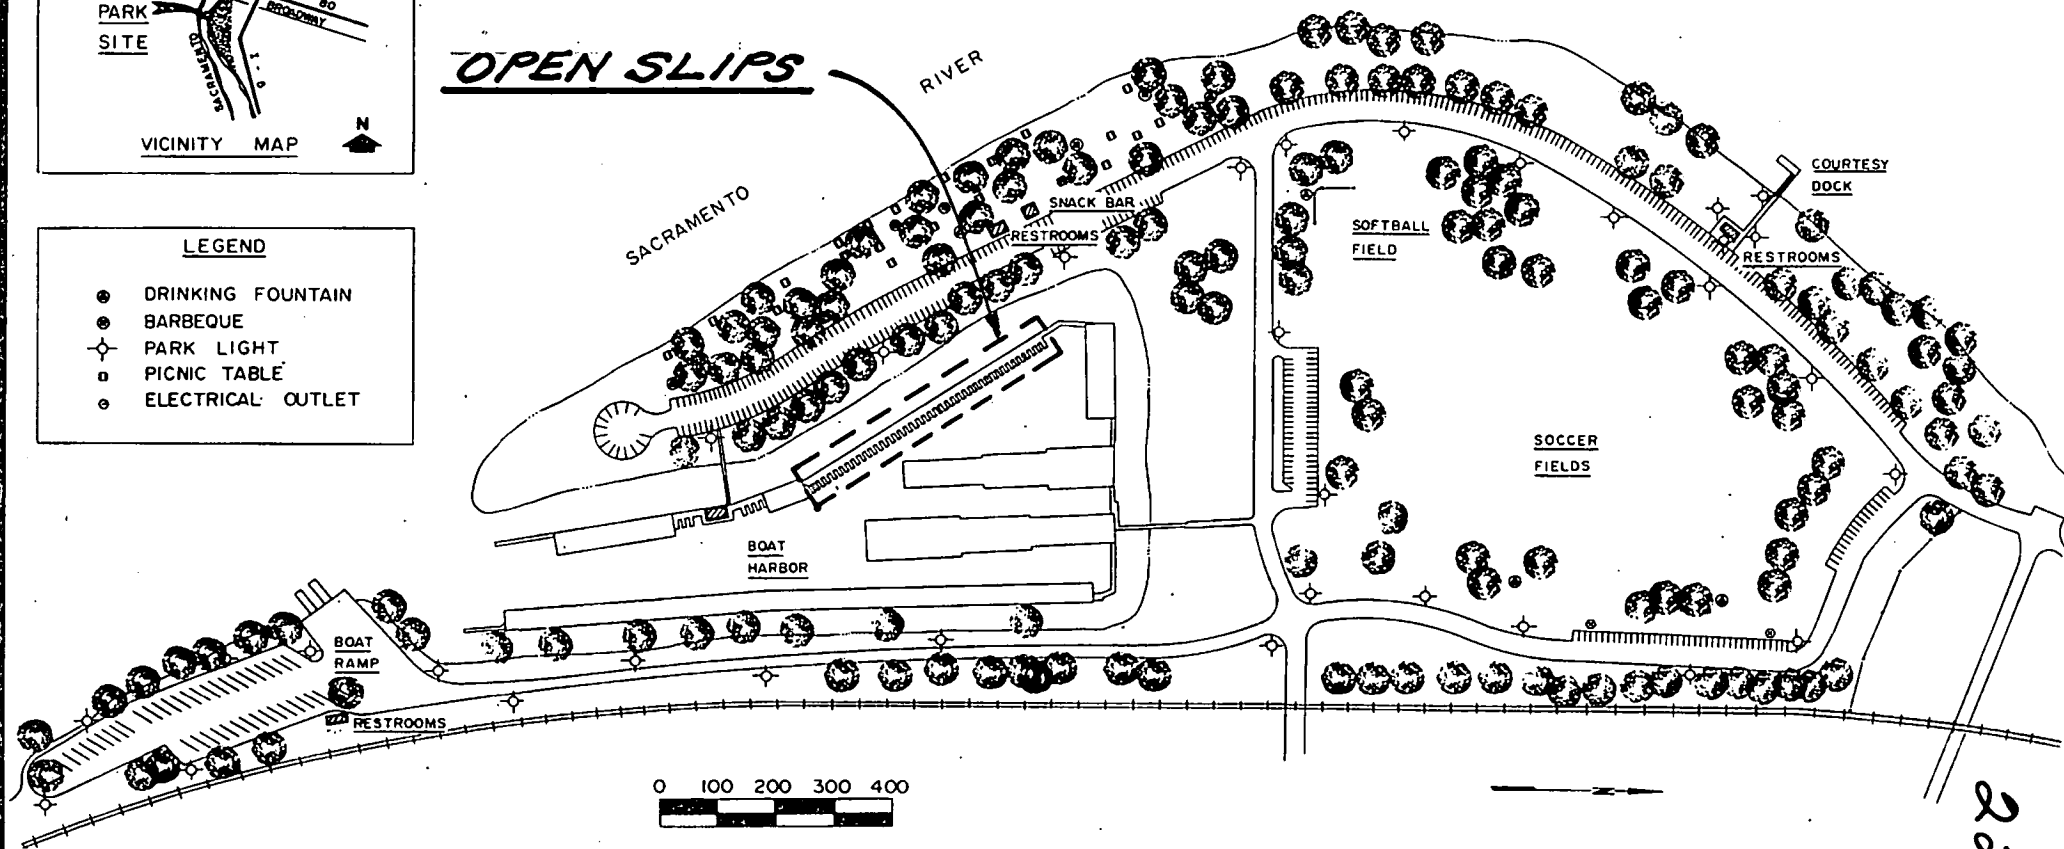 PARK
SITE
80
BROADWAY
SACRAMENTO
I - 5
N
VICINITY MAP
OPEN SLIPS
SACRAMENTO RIVER
LEGEND
DRINKING FOUNTAIN
BARBEQUE
PARK LIGHT
PICNIC TABLE
ELECTRICAL OUTLET
SNACK BAR
RESTROOMS
SOFTBALL
FIELD
COURTESY
DOCK
RESTROOMS
SOCCER
FIELDS
BOAT
HARBOR
BOAT
RAMP
RESTROOMS
0 100 200 300 400
N